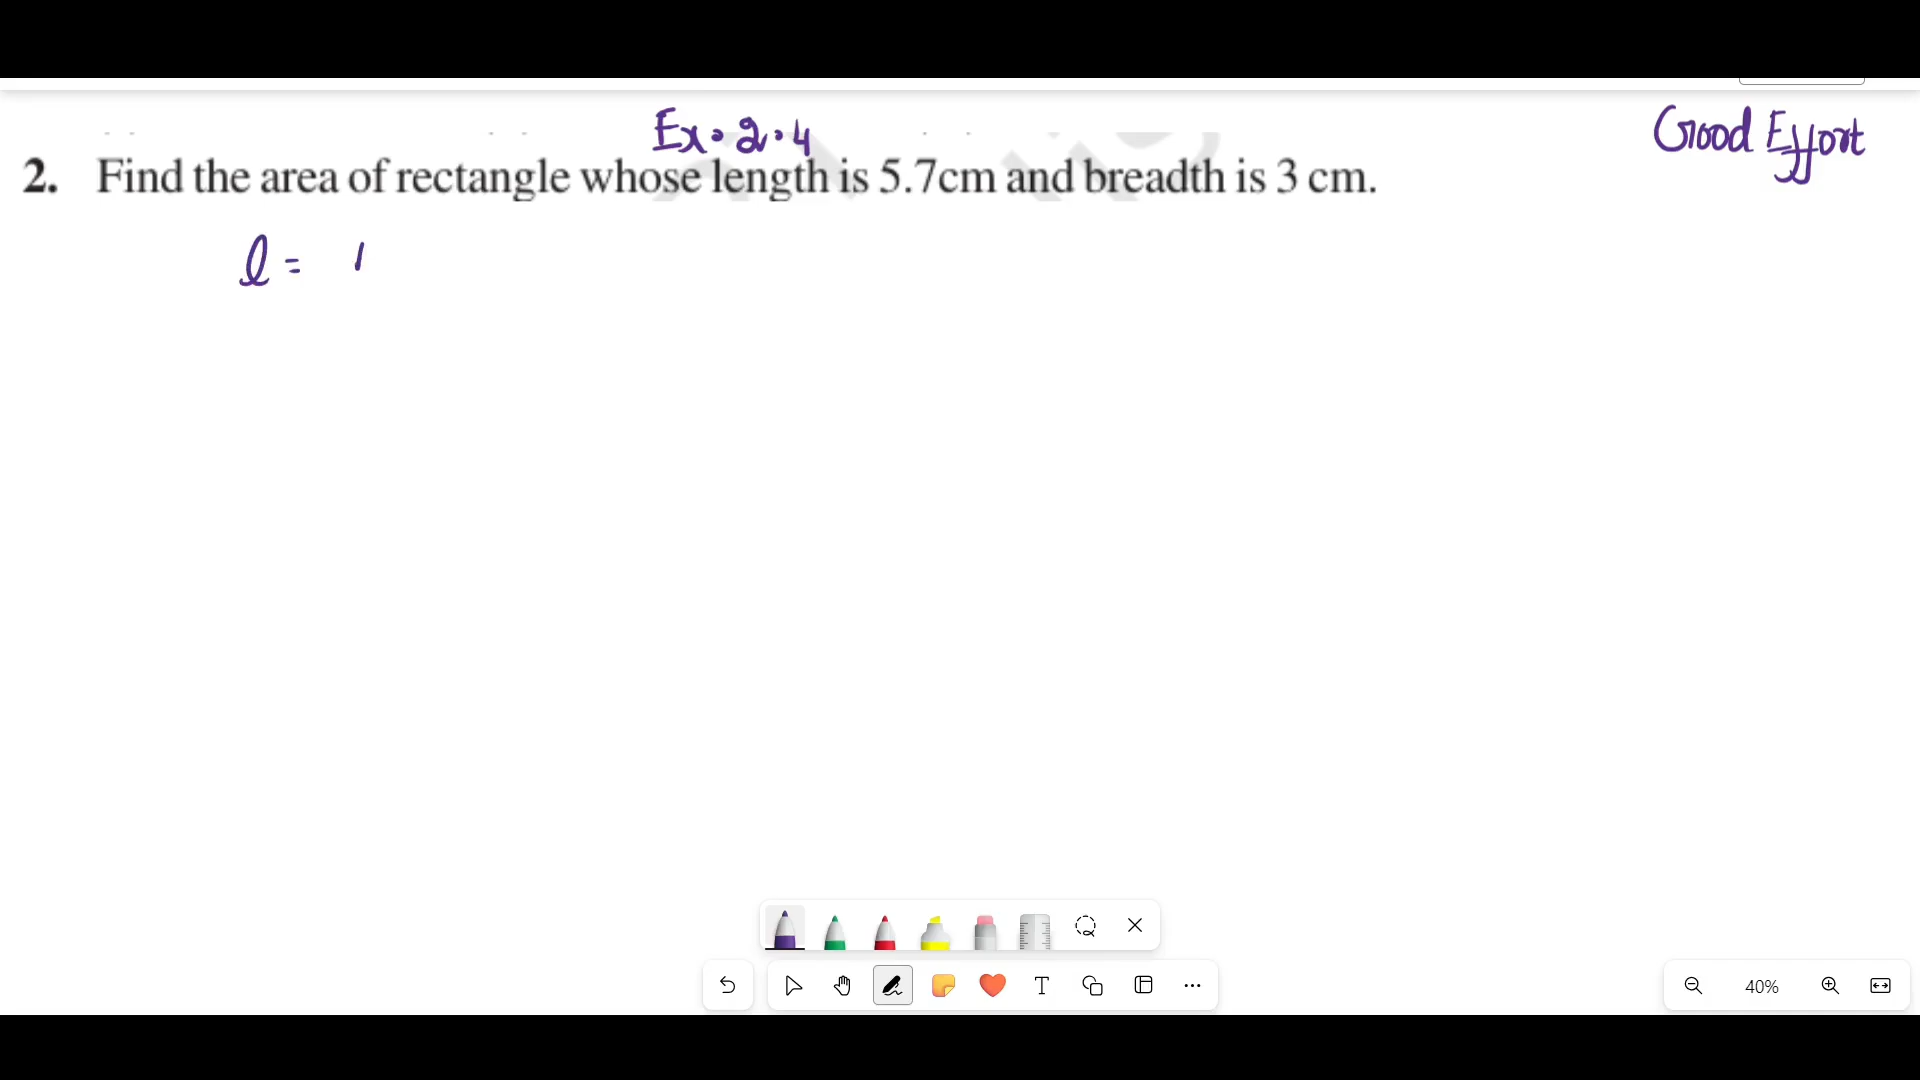 Ex. 2.4
Good Effort
2. Find the area of rectangle whose length is 5.7cm and breadth is 3 cm.
l =
T
40%